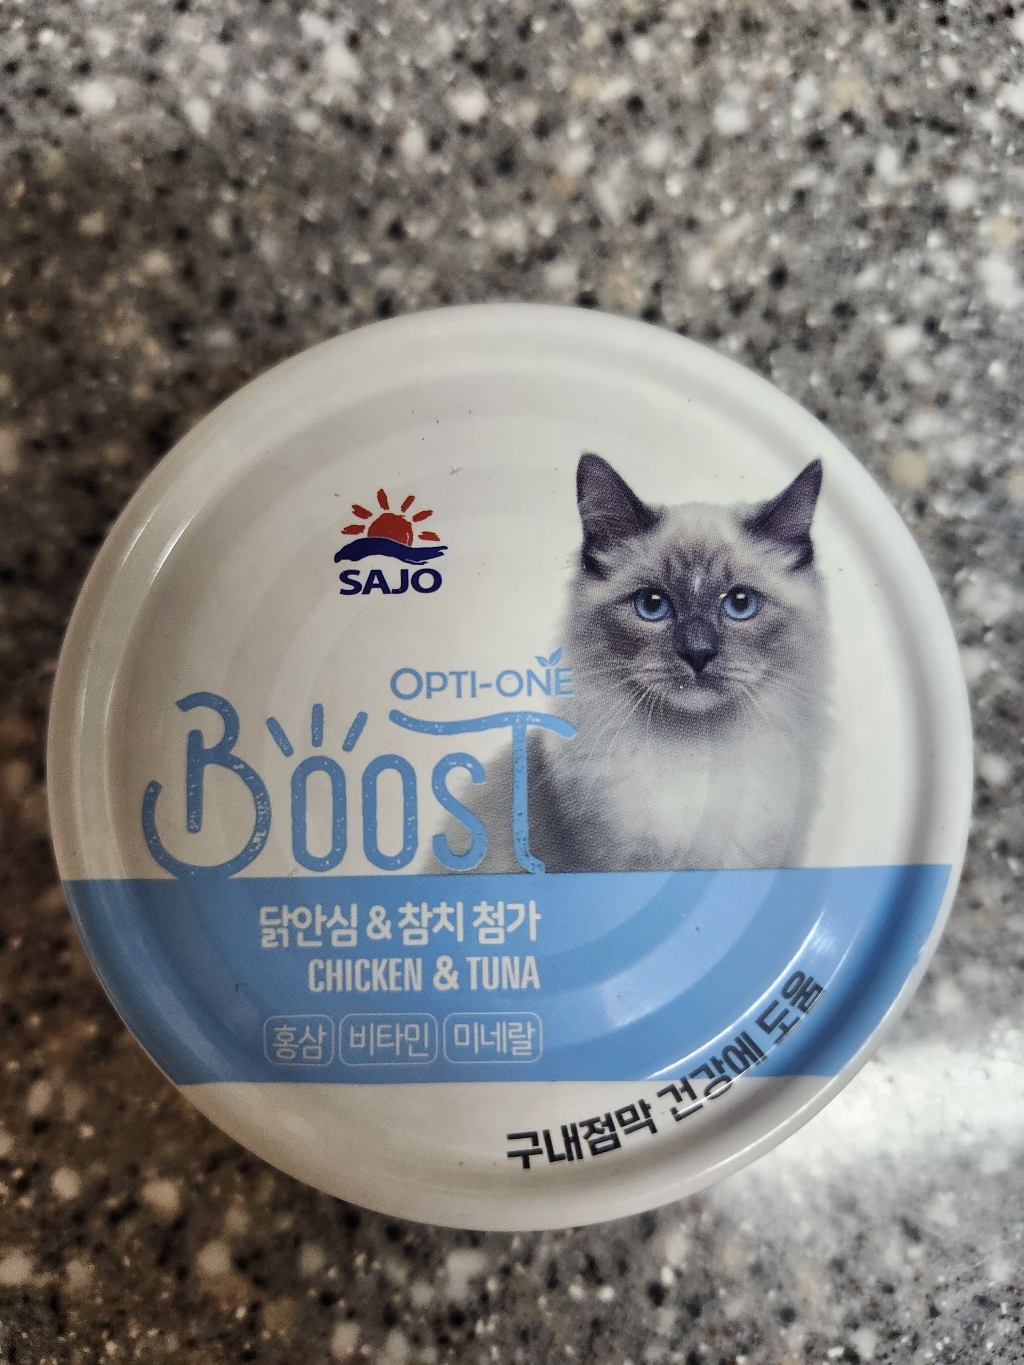 SAJO
OPTI-ONE
BOOST
닭안심 & 참치 첨가
CHICKEN & TUNA
홍삼 비타민 미네랄
구내점막 건강에 도움